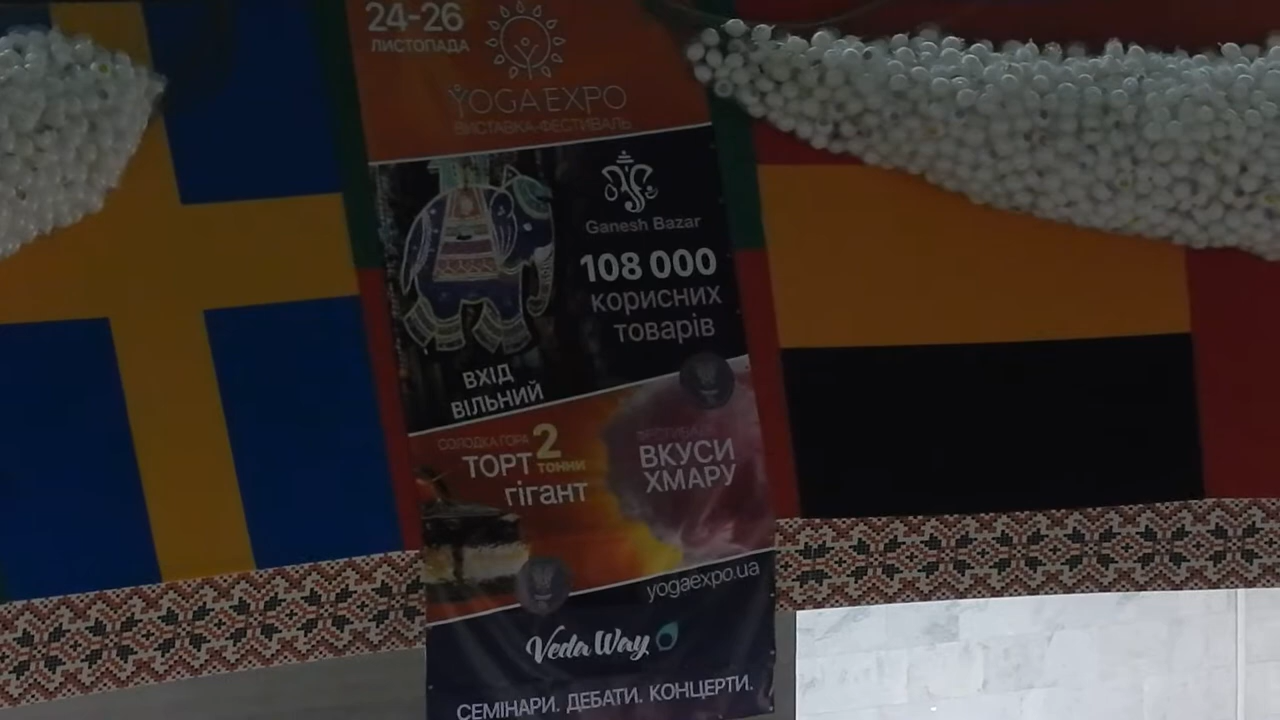 24-26
ЛИСТОПАДА
YOGA EXPO
ВИСТАВКА-ФЕСТИВАЛЬ
Ganesh Bazar
108 000
корисних
товарів
ВХІД
ВІЛЬНИЙ
СОЛОДКА ГОРА
2
ТОННИ
ТОРТ
гігант
ВКУСИ
ХМАРУ
yogaexpo.ua
Veda Way
СЕМІНАРИ. ДЕБАТИ. КОНЦЕРТИ.